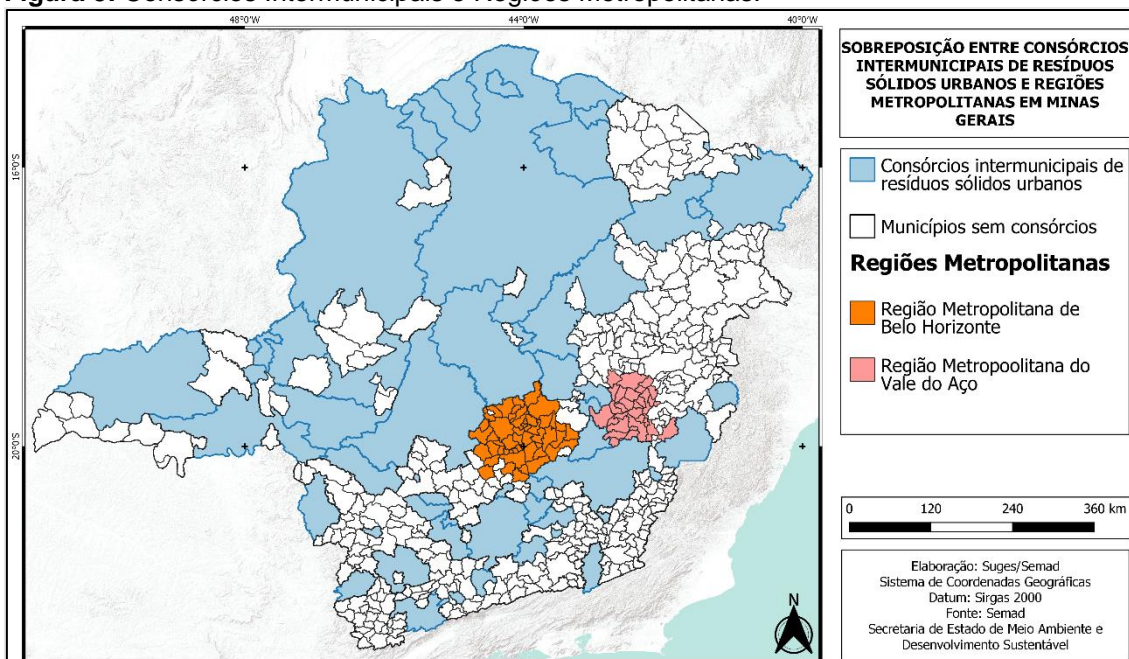 Figura Consórcios Intermunicipais e Regiões Metropolitanas.
48°0'W
44°0'W
40°0'W
16°0'S
20°0'S
SOBREPOSIÇÃO ENTRE CONSÓRCIOS
INTERMUNICIPAIS DE RESÍDUOS
SÓLIDOS URBANOS E REGIÕES
METROPOLITANAS EM MINAS
GERAIS
Consórcios intermunicipais de
resíduos sólidos urbanos
Municípios sem consórcios
Regiões Metropolitanas
Região Metropolitana de
Belo Horizonte
Região Metropoolitana do
Vale do Aço
0 120 240 360 km
Elaboração: Suges/Semad
Sistema de Coordenadas Geográficas
Datum: Sirgas 2000
Fonte: Semad
Secretaria de Estado de Meio Ambiente e
Desenvolvimento Sustentável
N